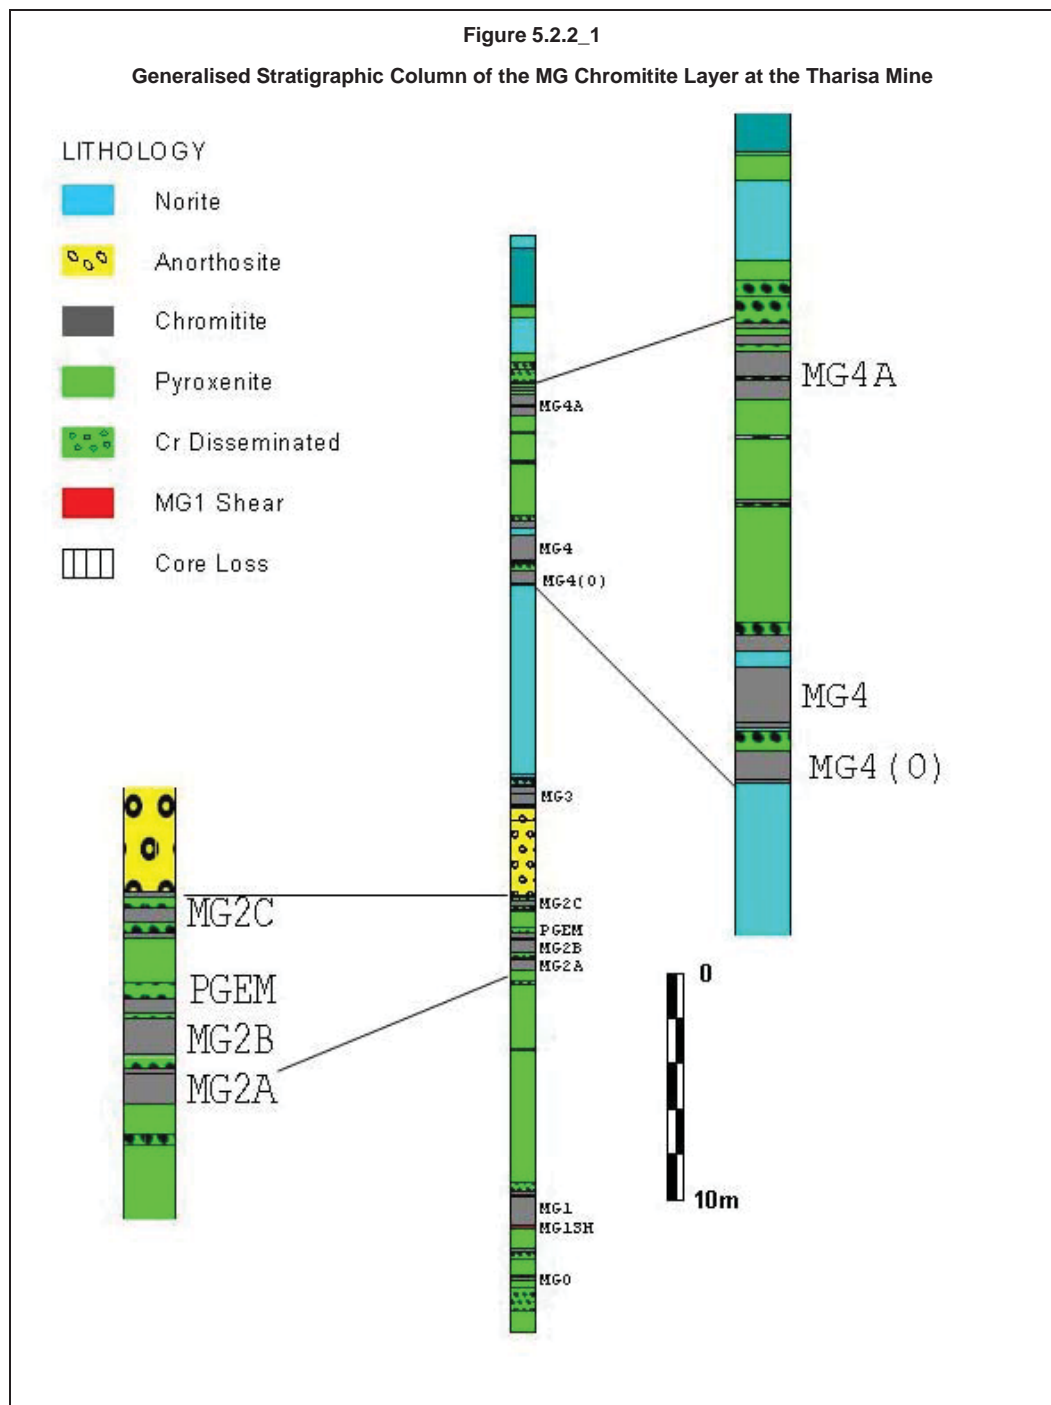 Figure 5.2.2_1
Generalised Stratigraphic Column of the MG Chromitite Layer at the Tharisa Mine
LITHOLOGY
Norite
Anorthosite
Chromitite
Pyroxenite
Cr Disseminated
MG1 Shear
Core Loss
MG4A
MG4
MG4(0)
MG3
MG2C
PGEM
MG2B
MG2A
MG1
MG1SH
MG0
MG4A
MG4
MG4(0)
MG2C
PGEM
MG2B
MG2A
0
10m